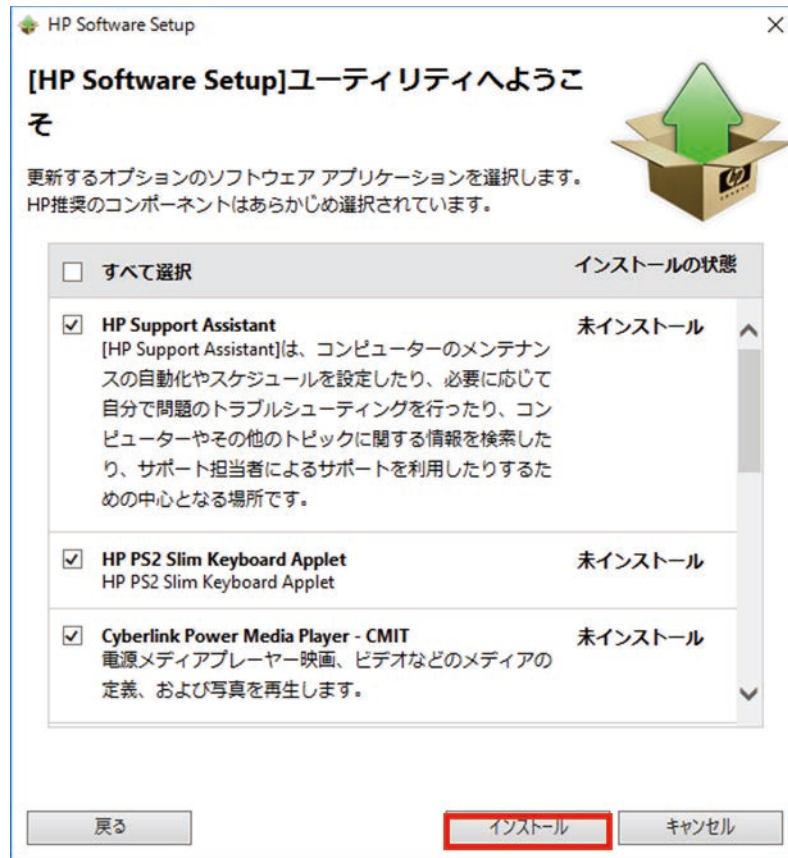 HP Software Setup
[HP Software Setup]ユーティリティへようこ
そ
更新するオプションのソフトウェア アプリケーションを選択します。
HP推奨のコンポーネントはあらかじめ選択されています。
すべて選択 インストールの状態
HP Support Assistant 未インストール
[HP Support Assistant]は、コンピューターのメンテナン
スの自動化やスケジュールを設定したり、必要に応じて
自分で問題のトラブルシューティングを行ったり、コン
ピューターやその他のトピックに関する情報を検索した
り、サポート担当者によるサポートを利用したりするた
めの中心となる場所です。
HP PS2 Slim Keyboard Applet 未インストール
HP PS2 Slim Keyboard Applet
Cyberlink Power Media Player - CMIT 未インストール
電源メディアプレーヤー映画、ビデオなどのメディアの
定義、および写真を再生します。
戻る インストール キャンセル